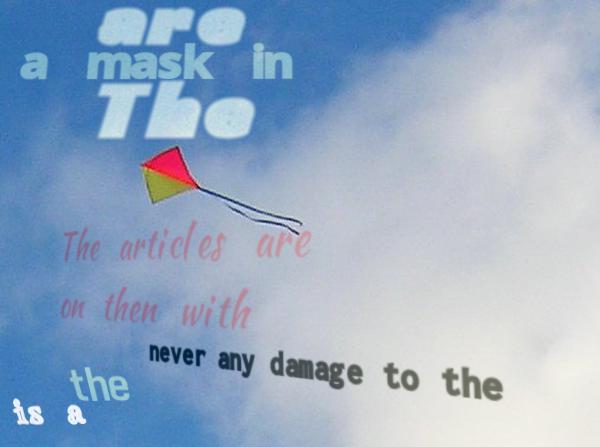 are
a mask in
The
The articles are
on then with
never any damage to the
the
is a